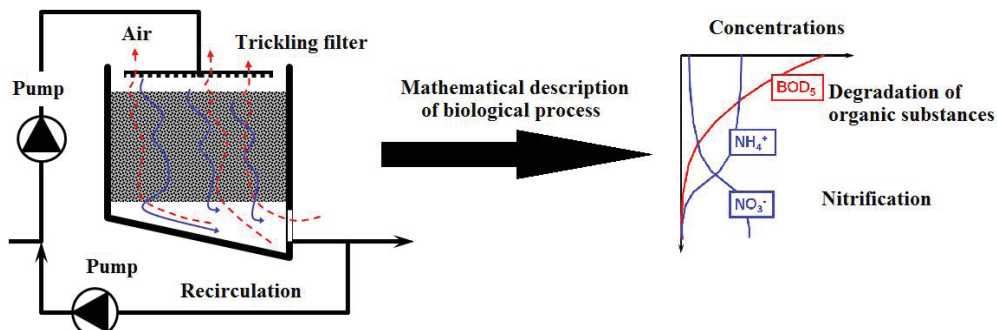 Air
Trickling filter
Pump
Pump
Recirculation
Mathematical description
of biological process
Concentrations
BOD₅
Degradation of
organic substances
NH₄⁺
NO₃⁻
Nitrification